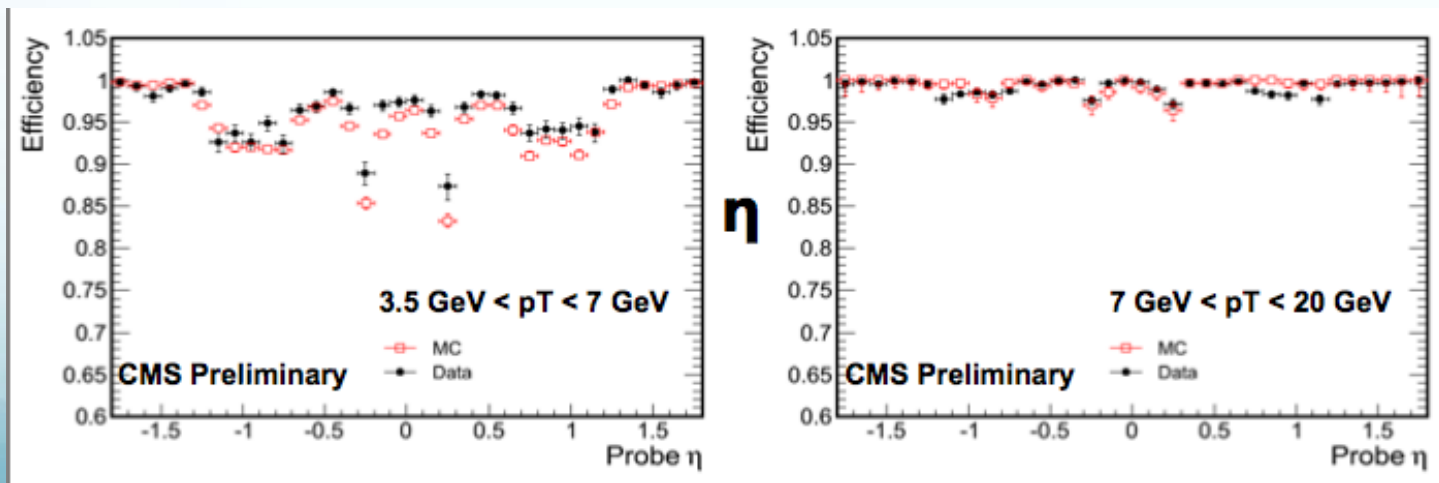 Efficiency
1.05
1
0.95
0.9
0.85
0.8
0.75
0.7
0.65
0.6
3.5 GeV < pT < 7 GeV
MC
Data
CMS Preliminary
-1.5 -1 -0.5 0 0.5 1 1.5
Probe η
η
Efficiency
1.05
1
0.95
0.9
0.85
0.8
0.75
0.7
0.65
0.6
7 GeV < pT < 20 GeV
MC
Data
CMS Preliminary
-1.5 -1 -0.5 0 0.5 1 1.5
Probe η